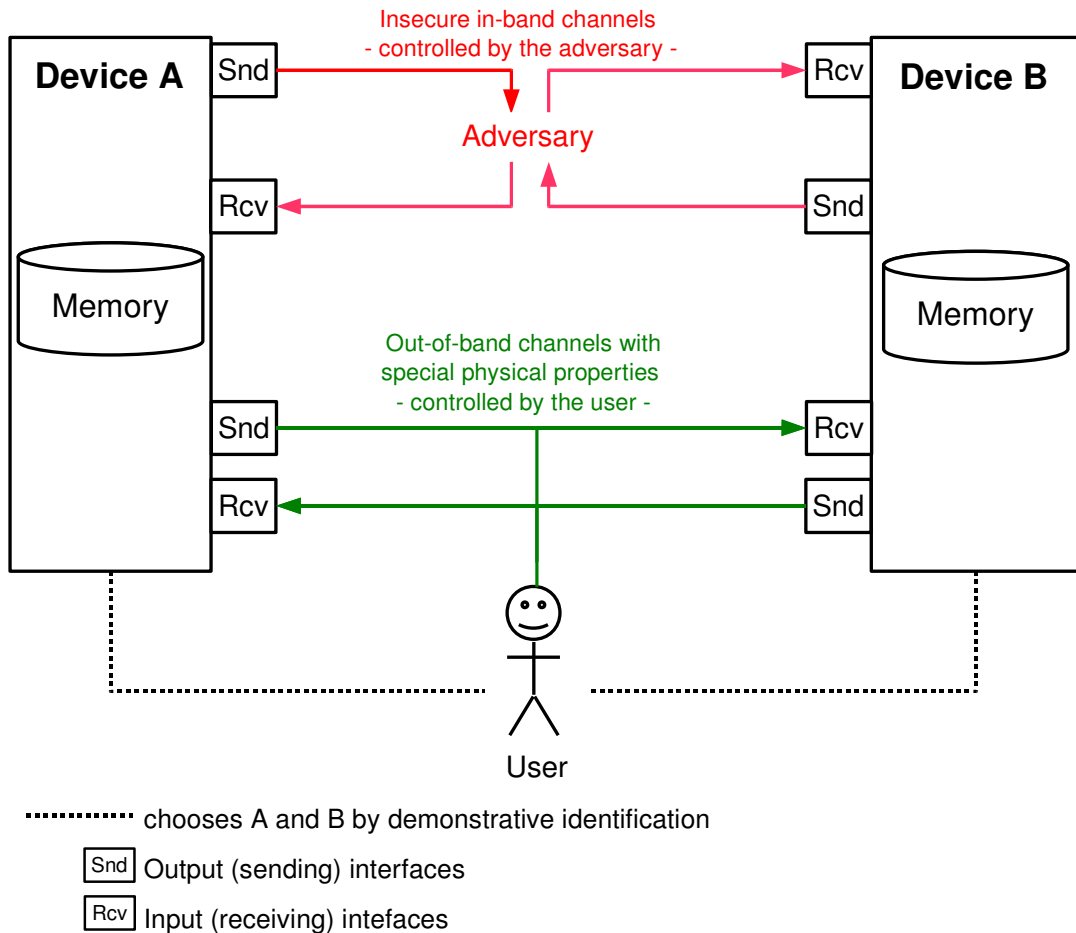 Insecure in-band channels
- controlled by the adversary -
Device A
Snd
Rcv
Device B
Adversary
Rcv
Snd
Memory
Memory
Out-of-band channels with
special physical properties
- controlled by the user -
Snd
Rcv
Rcv
Snd
User
chooses A and B by demonstrative identification
Snd Output (sending) interfaces
Rcv Input (receiving) intefaces